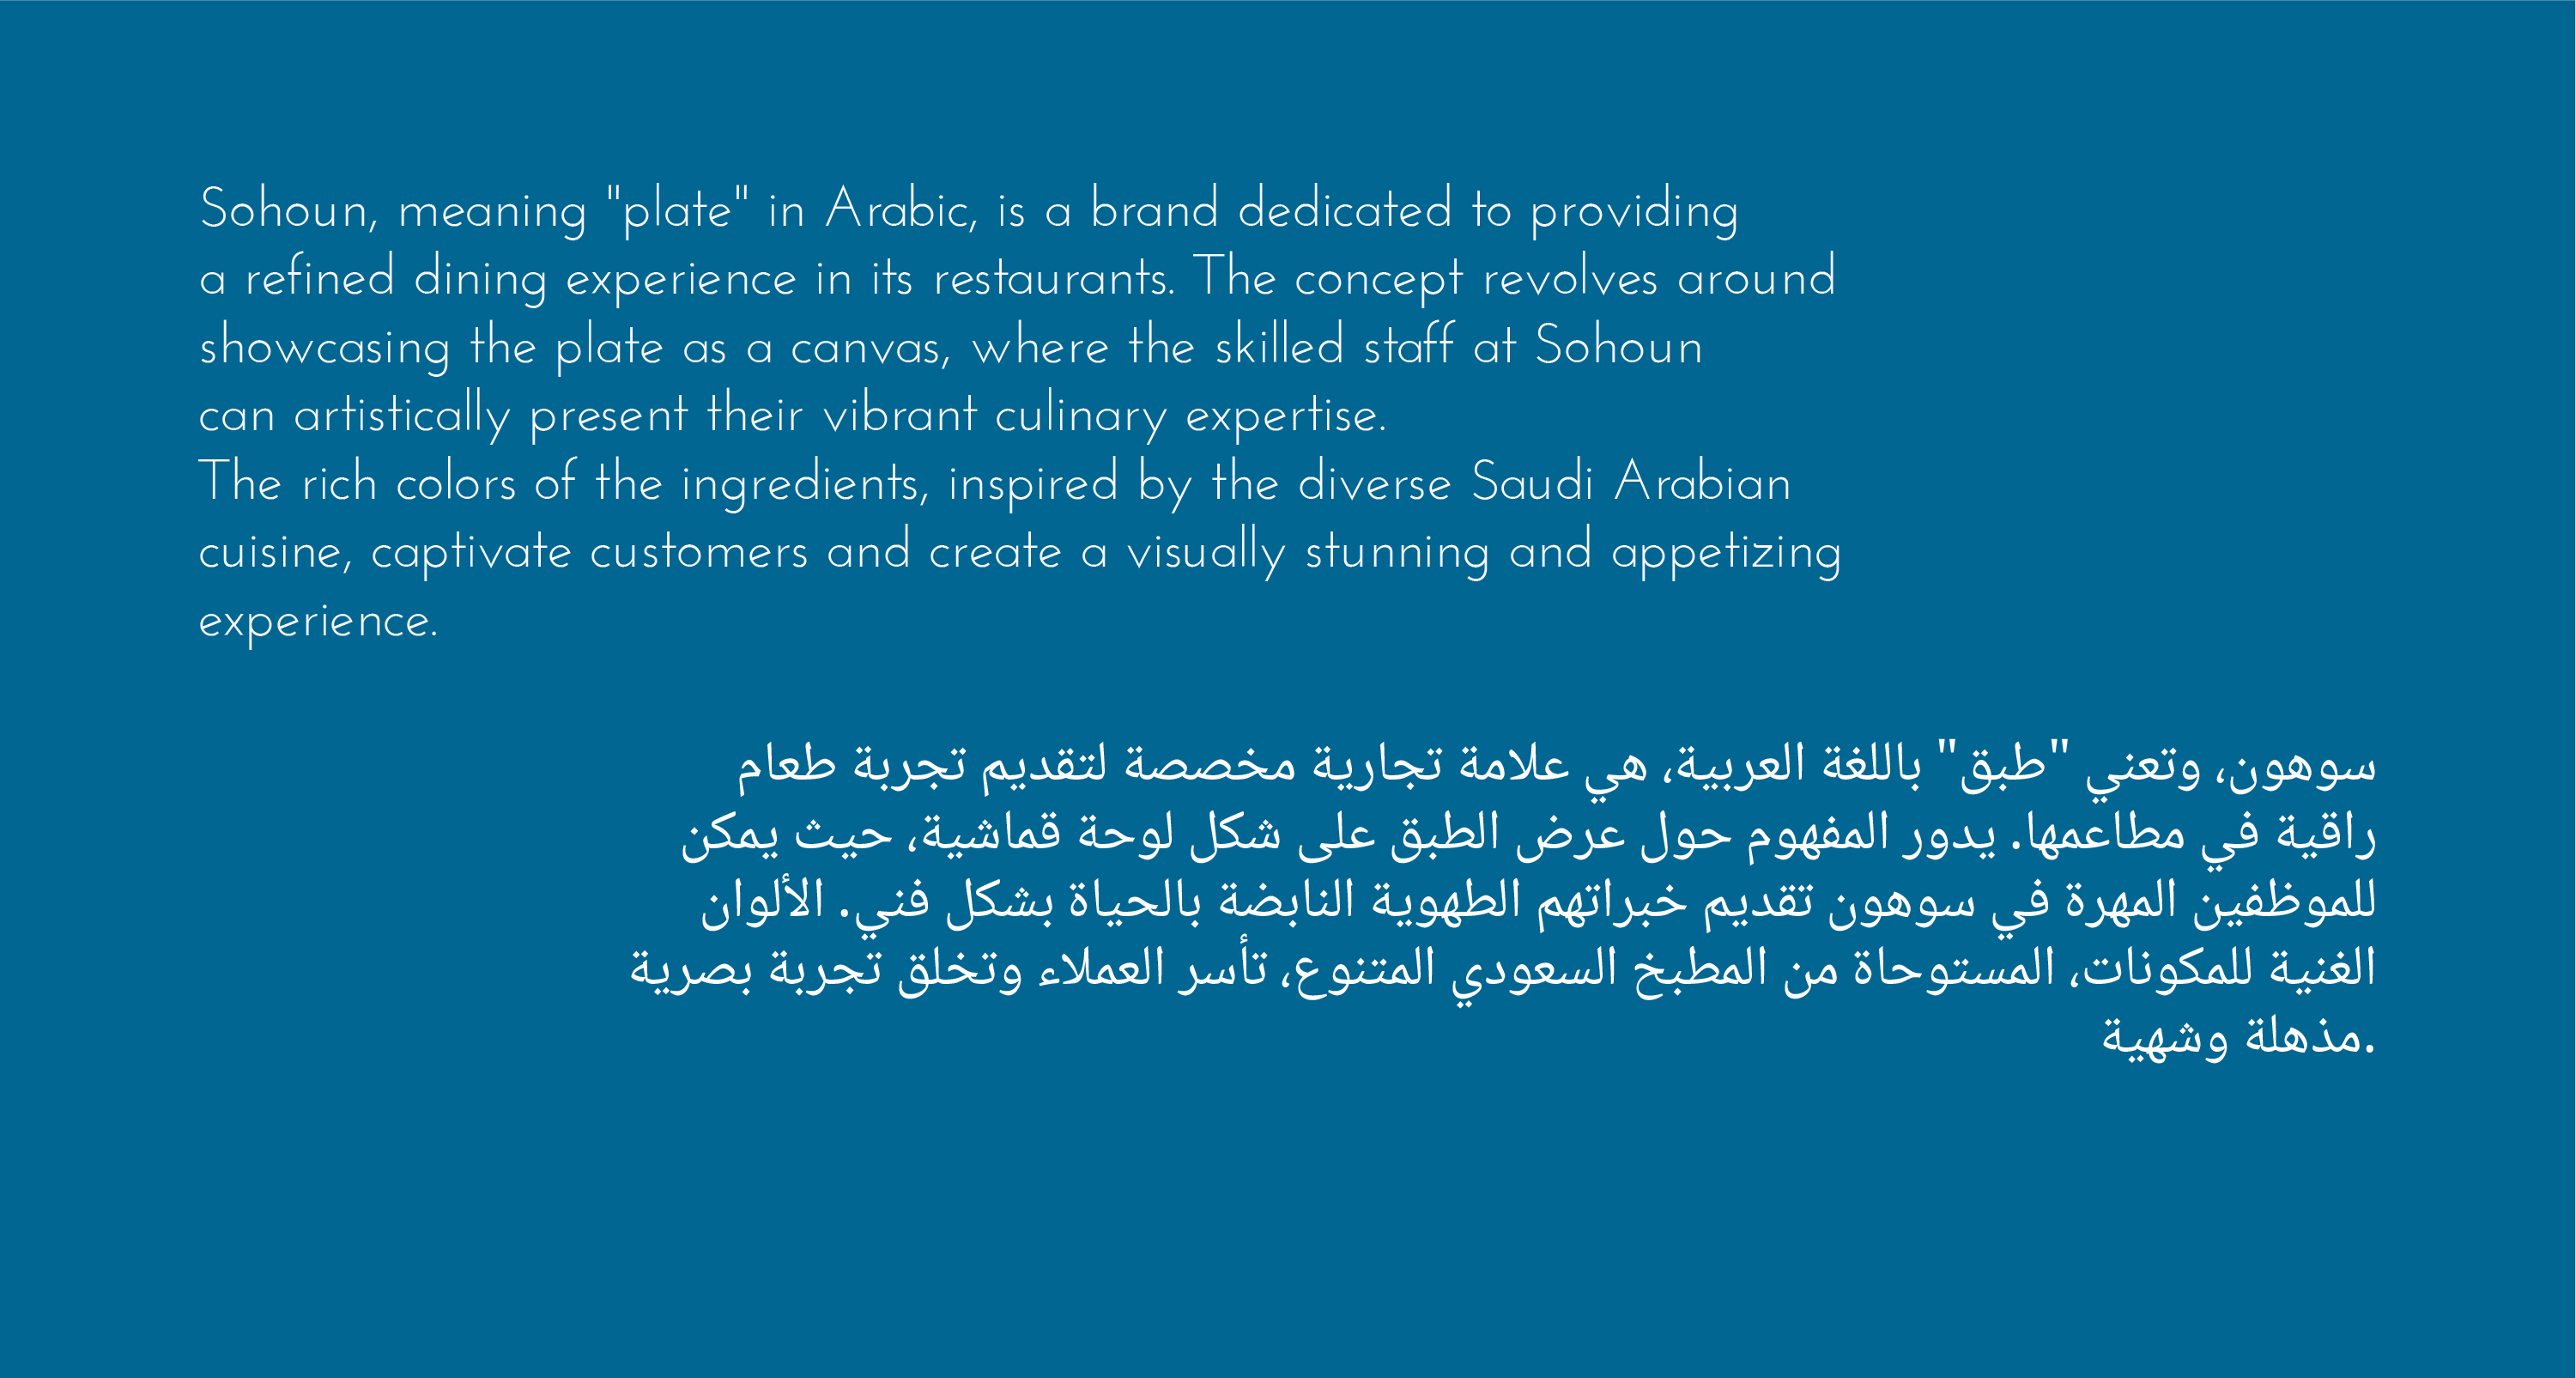 Sohoun, meaning "plate" in Arabic, is a brand dedicated to providing
a refined dining experience in its restaurants. The concept revolves around
showcasing the plate as a canvas, where the skilled staff at Sohoun
can artistically present their vibrant culinary expertise.
The rich colors of the ingredients, inspired by the diverse Saudi Arabian
cuisine, captivate customers and create a visually stunning and appetizing
experience.
سوهون، وتعني "طبق" باللغة العربية، هي علامة تجارية مخصصة لتقديم تجربة طعام
راقية في مطاعمها. يدور المفهوم حول عرض الطبق على شكل لوحة قماشية، حيث يمكن
للموظفين المهرة في سوهون تقديم خبراتهم الطهوية النابضة بالحياة بشكل فني. الألوان
الغنية للمكونات، المستوحاة من المطبخ السعودي المتنوع، تأسر العملاء وتخلق تجربة بصرية
.مذهلة وشهية